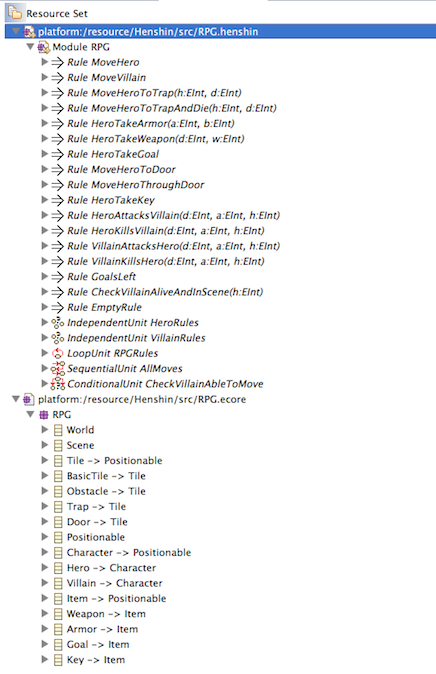 Resource Set
platform:/resource/Henshin/src/RPG.henshin
Module RPG
Rule MoveHero
Rule MoveVillain
Rule MoveHeroToTrap(h:EInt, d:EInt)
Rule MoveHeroToTrapAndDie(h:EInt, d:EInt)
Rule HeroTakeArmor(a:EInt, b:EInt)
Rule HeroTakeWeapon(d:EInt, w:EInt)
Rule HeroTakeGoal
Rule MoveHeroToDoor
Rule MoveHeroThroughDoor
Rule HeroTakeKey
Rule HeroAttacksVillain(d:EInt, a:EInt, h:EInt)
Rule HeroKillsVillain(d:EInt, a:EInt, h:EInt)
Rule VillainAttacksHero(d:EInt, a:EInt, h:EInt)
Rule VillainKillsHero(d:EInt, a:EInt, h:EInt)
Rule GoalsLeft
Rule CheckVillainAliveAndInScene(h:EInt)
Rule EmptyRule
IndependentUnit HeroRules
IndependentUnit VillainRules
LoopUnit RPGRules
SequentialUnit AllMoves
ConditionalUnit CheckVillainAbleToMove
platform:/resource/Henshin/src/RPG.ecore
RPG
World
Scene
Tile -> Positionable
BasicTile -> Tile
Obstacle -> Tile
Trap -> Tile
Door -> Tile
Positionable
Character -> Positionable
Hero -> Character
Villain -> Character
Item -> Positionable
Weapon -> Item
Armor -> Item
Goal -> Item
Key -> Item